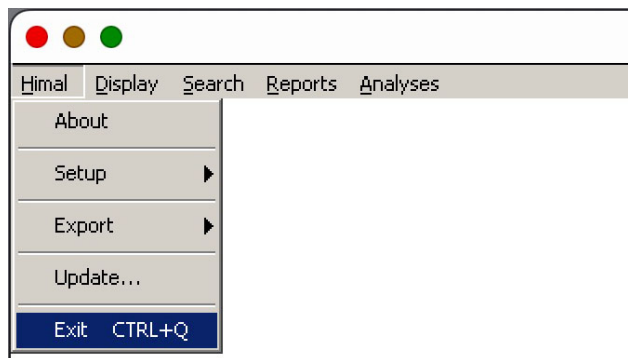 Himal Display Search Reports Analyses
About
Setup
Export
Update...
Exit CTRL+Q